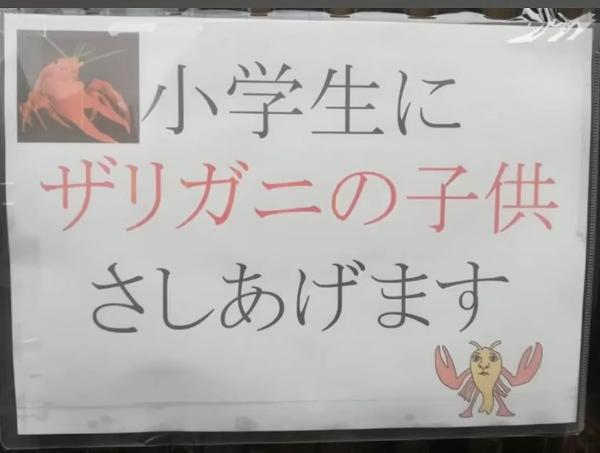 小学生に
ザリガニの子供
さしあげます